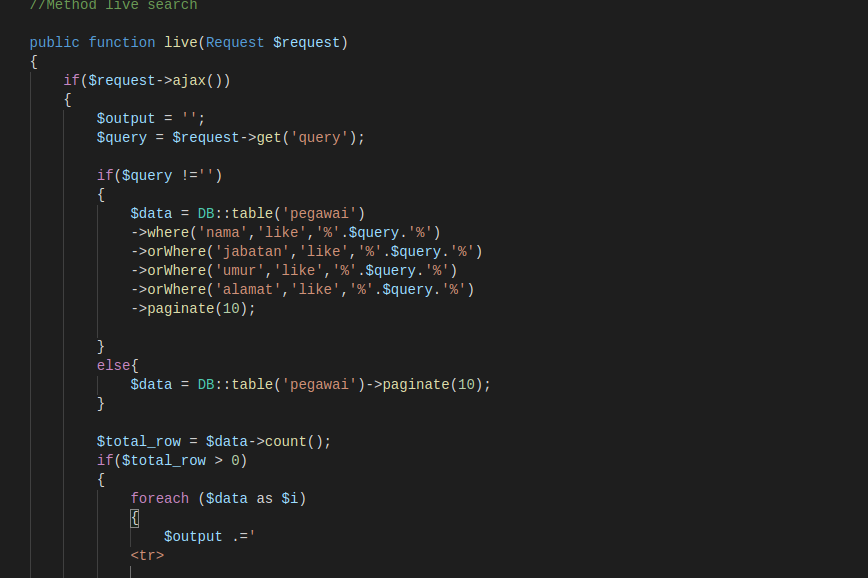 //Method live search
public function live(Request $request)
{
if($request->ajax())
{
$output = '';
$query = $request->get('query');
if($query !='')
{
$data = DB::table('pegawai')
->where('nama','like','%'.$query.'%')
->orWhere('jabatan','like','%'.$query.'%')
->orWhere('umur','like','%'.$query.'%')
->orWhere('alamat','like','%'.$query.'%')
->paginate(10);
}
else{
$data = DB::table('pegawai')->paginate(10);
}
$total_row = $data->count();
if($total_row > 0)
{
foreach ($data as $i)
{
$output .='
<tr>